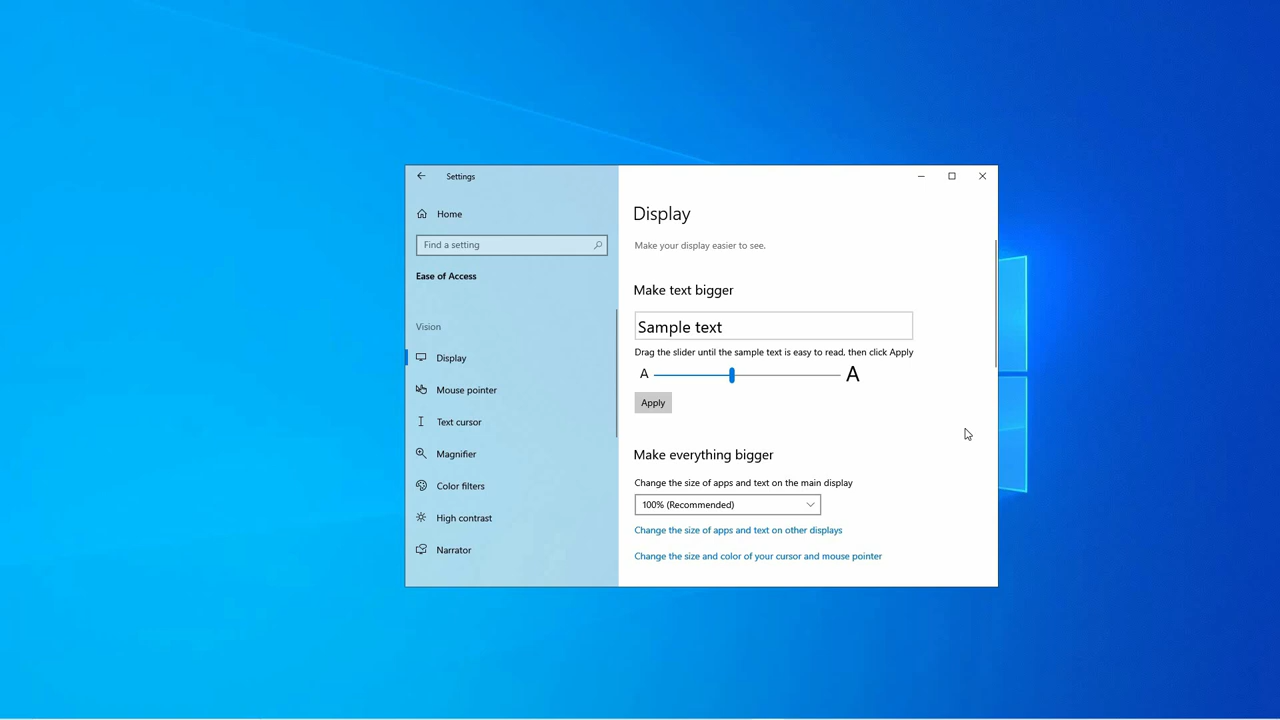 Settings
Home
Find a setting
Ease of Access
Vision
Display
Mouse pointer
Text cursor
Magnifier
Color filters
High contrast
Narrator
Display
Make your display easier to see.
Make text bigger
Sample text
Drag the slider until the sample text is easy to read, then click Apply
A A
Apply
Make everything bigger
Change the size of apps and text on the main display
100% (Recommended)
Change the size of apps and text on other displays
Change the size and color of your cursor and mouse pointer